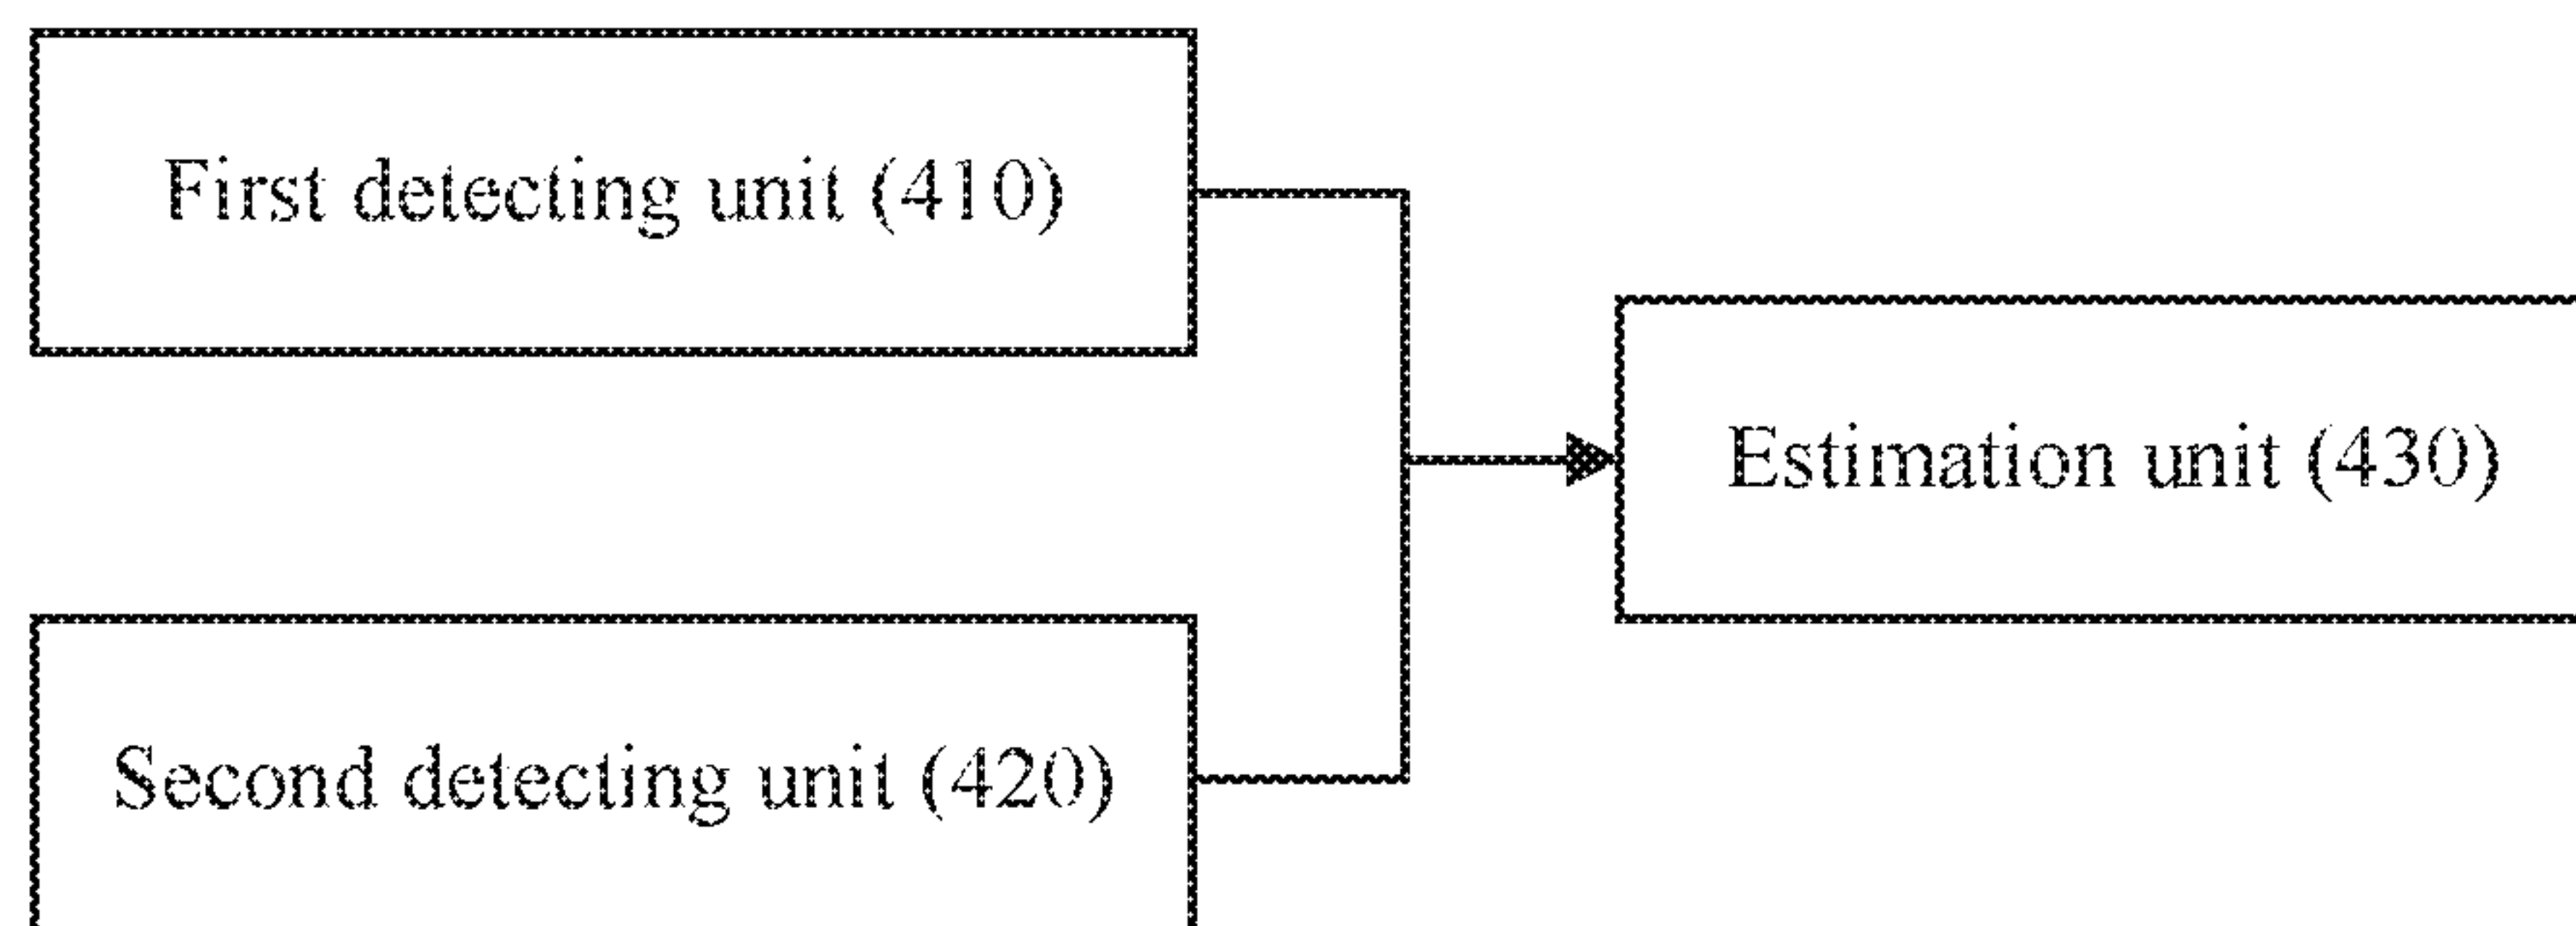 First detecting unit (410)
Estimation unit (430)
Second detecting unit (420)